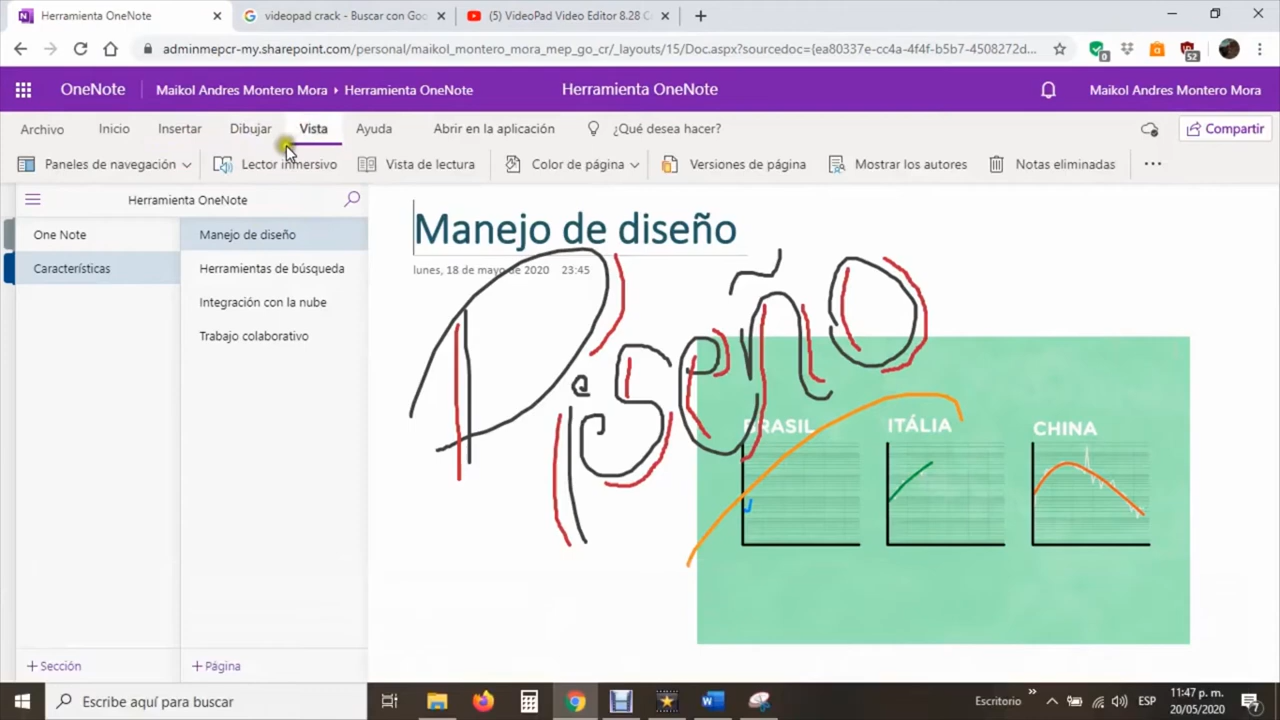 Herramienta OneNote
videopad crack - Buscar con Goo
(5) VideoPad Video Editor 8.28 C
adminmepcr-my.sharepoint.com/personal/maikol_montero_mora_mep_go_cr/_layouts/15/Doc.aspx?sourcedoc={ea80337e-cc4a-4f4f-b5b7-4508272d...
0
52
OneNote
Maikol Andres Montero Mora › Herramienta OneNote
Herramienta OneNote
Maikol Andres Montero Mora
Archivo Inicio Insertar Dibujar Vista Ayuda Abrir en la aplicación ¿Qué desea hacer? Compartir
Paneles de navegación Lector inmersivo Vista de lectura Color de página Versiones de página Mostrar los autores Notas eliminadas ...
Herramienta OneNote
One Note
Características
+ Sección
Manejo de diseño
Herramientas de búsqueda
Integración con la nube
Trabajo colaborativo
+ Página
Manejo de diseño
lunes, 18 de mayo de 2020 23:45
Diseño
BRASIL ITÁLIA CHINA
Escribe aquí para buscar
Escritorio »
ESP
11:47 p. m.
20/05/2020
7